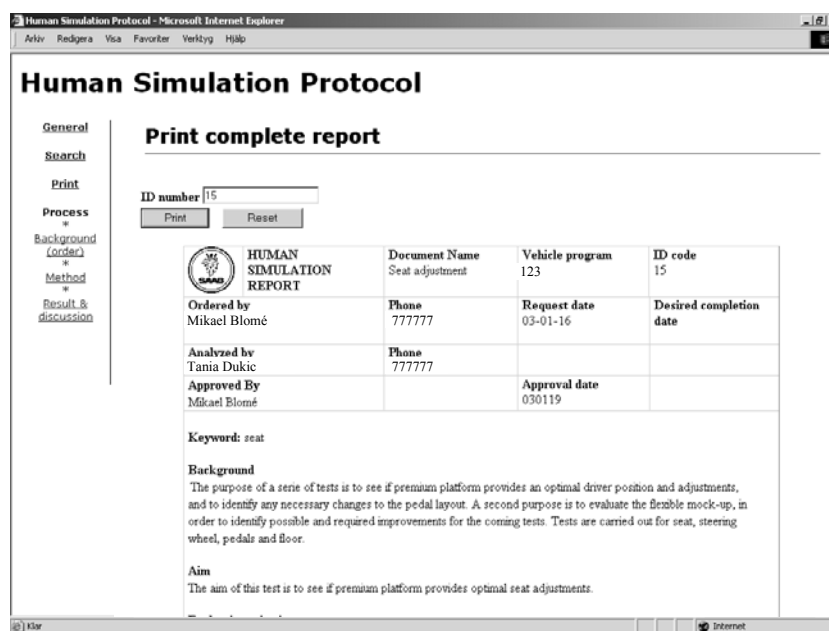 Human Simulation Protocol - Microsoft Internet Explorer
Arkiv Redigera Visa Favoriter Verktyg Hjälp
Human Simulation Protocol
General
Search
Print
Process
*
Background
(order)
*
Method
*
Result &
discussion
Print complete report
ID number 15
Print Reset
SAAB
HUMAN
SIMULATION
REPORT
Document Name
Seat adjustment
Vehicle program
123
ID code
15
Ordered by
Mikael Blomé
Phone
777777
Request date
03-01-16
Desired completion
date
Analyzed by
Tania Dukic
Phone
777777
Approved By
Mikael Blomé
Approval date
030119
Keyword: seat
Background
The purpose of a serie of tests is to see if premium platform provides an optimal driver position and adjustments,
and to identify any necessary changes to the pedal layout. A second purpose is to evaluate the flexible mock-up, in
order to identify possible and required improvements for the coming tests. Tests are carried out for seat, steering
wheel, pedals and floor.
Aim
The aim of this test is to see if premium platform provides optimal seat adjustments.
Klar
Internet